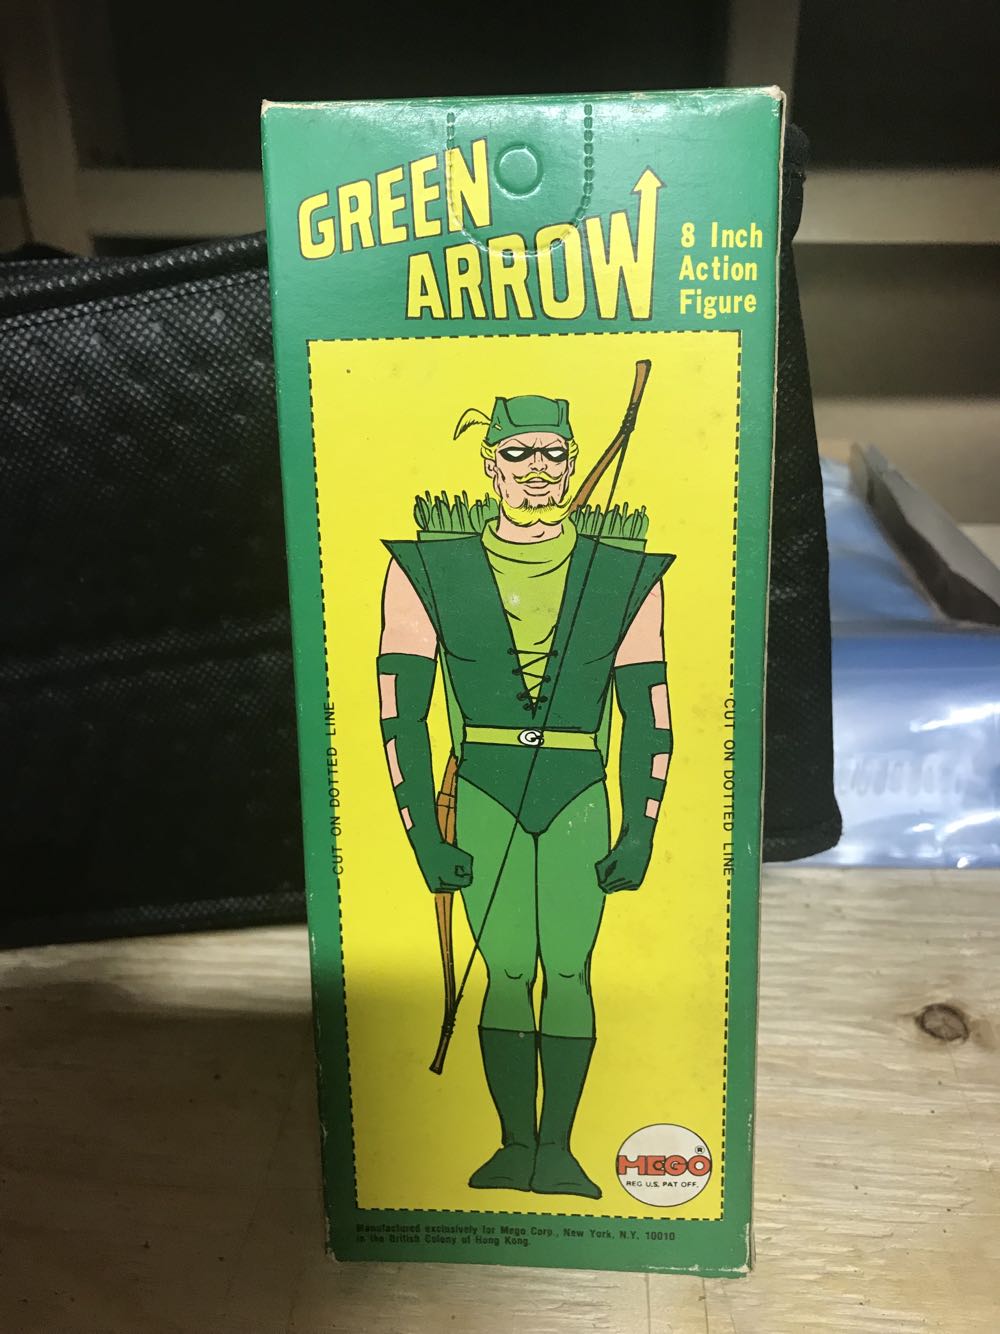 GREEN
ARROW
8 Inch
Action
Figure
CUT ON DOTTED LINE
CUT ON DOTTED LINE
G
MEGO®
REG U.S. PAT OFF.
Manufactured exclusively for Mego Corp., New York, N.Y. 10010
in the British Colony of Hong Kong.